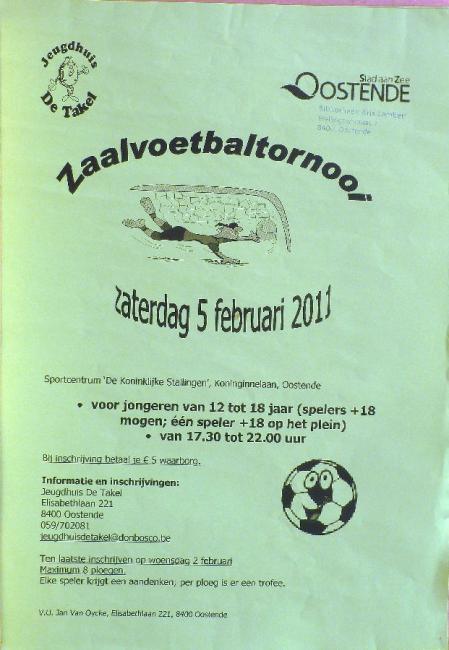 Jeugdhuis
De Takel
Stad aan Zee
OOSTENDE
8400 Oostende
Zaalvoetbaltornooi
zaterdag 5 februari 2011
Sportcentrum 'De Koninklijke Stallingen', Koninginnelaan, Oostende
• voor jongeren van 12 tot 18 jaar (spelers +18
mogen; één speler +18 op het plein)
• van 17.30 tot 22.00 uur
Bij inschrijving betaal je € 5 waarborg.
Informatie en inschrijvingen:
Jeugdhuis De Takel
Elisabethlaan 221
8400 Oostende
059/702081
jeugdhuisdetakel@donbosco.be
Ten laatste inschrijven op woensdag 2 februari
Maximum 8 ploegen.
Elke speler krijgt een aandenken, per ploeg is er een trofee.
V.U. Jan Van Oycke, Elisabethlaan 221, 8400 Oostende